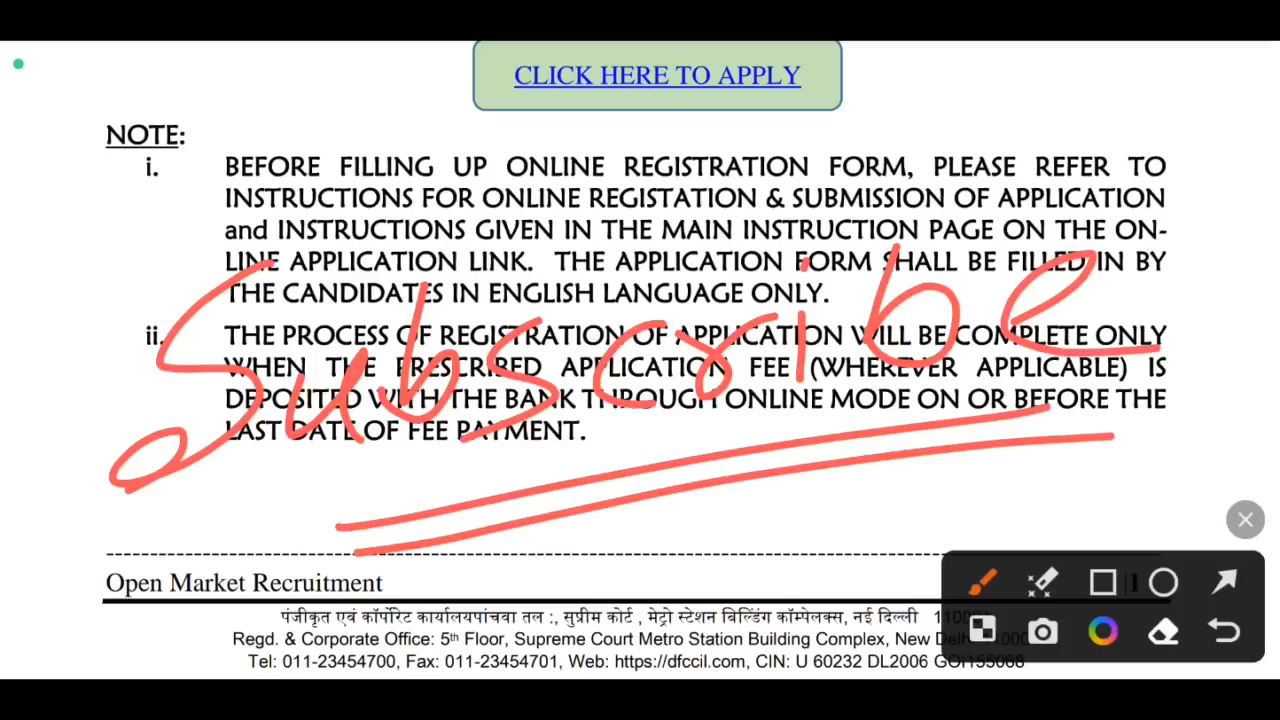 CLICK HERE TO APPLY
NOTE:
i. BEFORE FILLING UP ONLINE REGISTRATION FORM, PLEASE REFER TO
INSTRUCTIONS FOR ONLINE REGISTATION & SUBMISSION OF APPLICATION
and INSTRUCTIONS GIVEN IN THE MAIN INSTRUCTION PAGE ON THE ON-
LINE APPLICATION LINK. THE APPLICATION FORM SHALL BE FILLED IN BY
THE CANDIDATES IN ENGLISH LANGUAGE ONLY.
ii. THE PROCESS OF REGISTRATION OF APPLICATION WILL BE COMPLETE ONLY
WHEN THE PRESCRIBED APPLICATION FEE (WHEREVER APPLICABLE) IS
DEPOSITED WITH THE BANK THROUGH ONLINE MODE ON OR BEFORE THE
LAST DATE OF FEE PAYMENT.
Subscribe
Open Market Recruitment
पंजीकृत एवं कॉर्पोरेट कार्यालयपांचवा तल :, सुप्रीम कोर्ट , मेट्रो स्टेशन बिल्डिंग कॉम्पेलक्स, नई दिल्ली
Regd. & Corporate Office: 5th Floor, Supreme Court Metro Station Building Complex, New
Tel: 011-23454700, Fax: 011-23454701, Web: https://dfccil.com, CIN: U 60232 DL2006 GOI155068